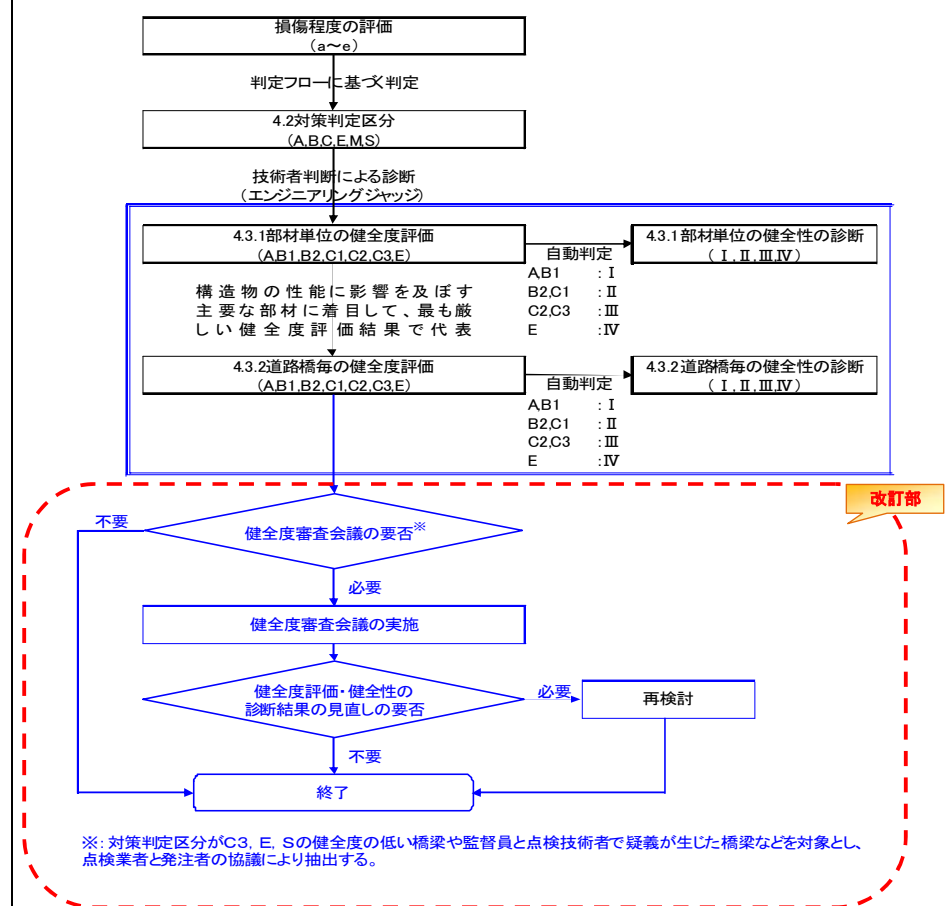 損傷程度の評価
(a～e)
判定フローに基づく判定
4.2対策判定区分
(A,B,C,E,M,S)
技術者判断による診断
(エンジニアリングジャッジ)
4.3.1部材単位の健全度評価
(A,B1,B2,C1,C2,C3,E)
自動判定
4.3.1部材単位の健全性の診断
(Ⅰ,Ⅱ,Ⅲ,Ⅳ)
A,B1 :Ⅰ
B2,C1 :Ⅱ
C2,C3 :Ⅲ
E :Ⅳ
構造物の性能に影響を及ぼす
主要な部材に着目して、最も厳
しい健全度評価結果で代表
4.3.2道路橋毎の健全度評価
(A,B1,B2,C1,C2,C3,E)
自動判定
4.3.2道路橋毎の健全性の診断
(Ⅰ,Ⅱ,Ⅲ,Ⅳ)
A,B1 :Ⅰ
B2,C1 :Ⅱ
C2,C3 :Ⅲ
E :Ⅳ
改訂部
不要
健全度審査会議の要否※
必要
健全度審査会議の実施
健全度評価・健全性の
診断結果の見直しの要否
必要
再検討
不要
終了
※：対策判定区分がC3, E, Sの健全度の低い橋梁や監督員と点検技術者で疑義が生じた橋梁などを対象とし、
点検業者と発注者の協議により抽出する。